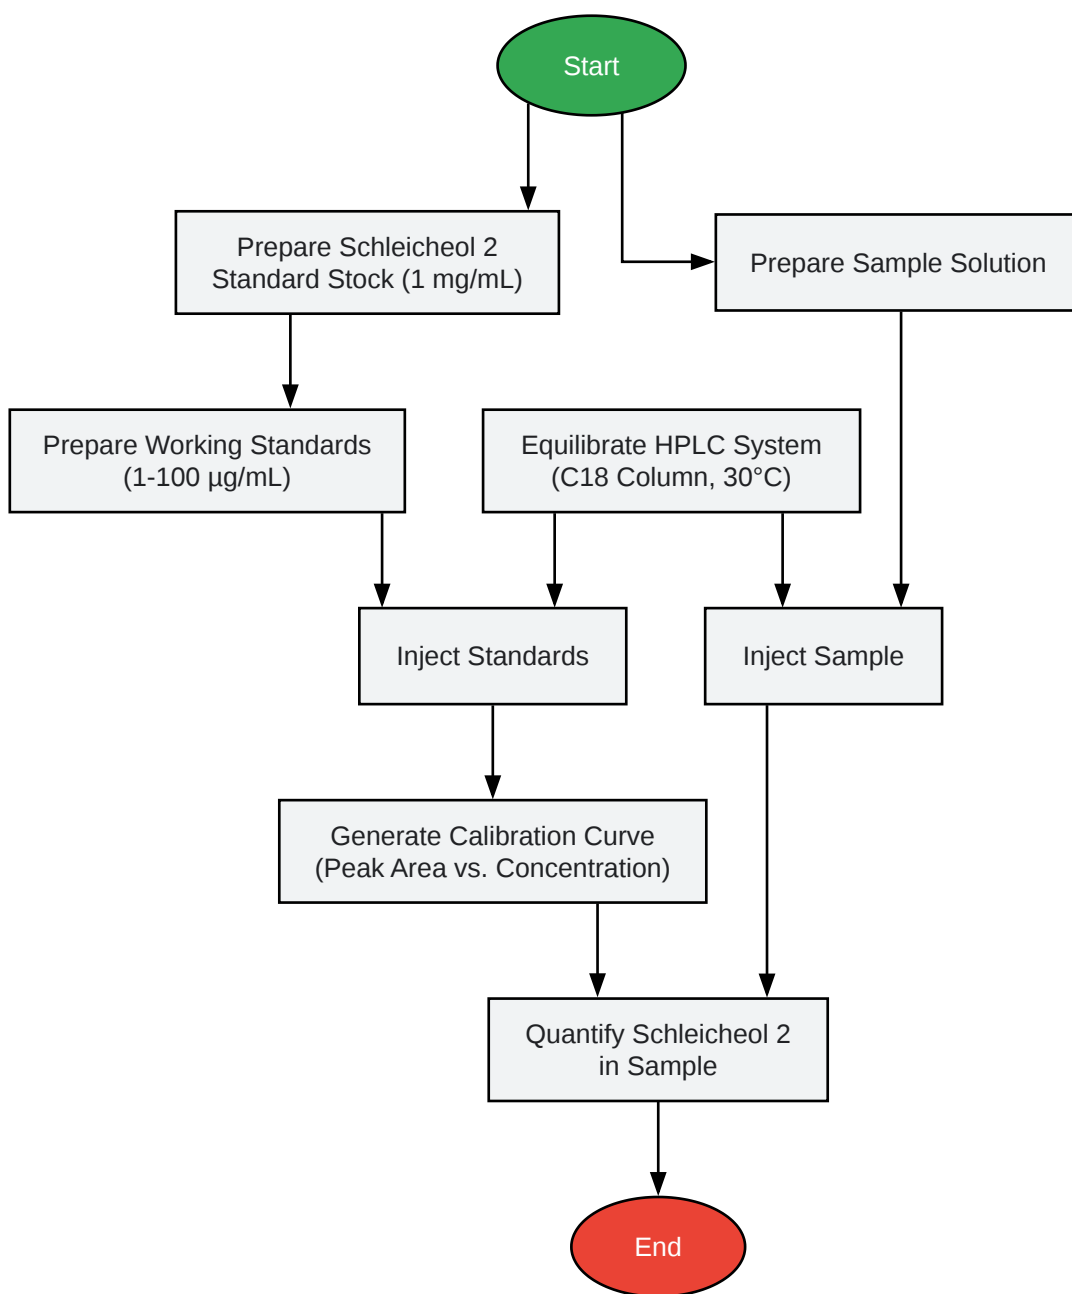 Start
Prepare Schleicheol 2
Standard Stock (1 mg/mL)
Prepare Sample Solution
Prepare Working Standards
(1-100 µg/mL)
Equilibrate HPLC System
(C18 Column, 30°C)
Inject Standards
Inject Sample
Generate Calibration Curve
(Peak Area vs. Concentration)
Quantify Schleicheol 2
in Sample
End